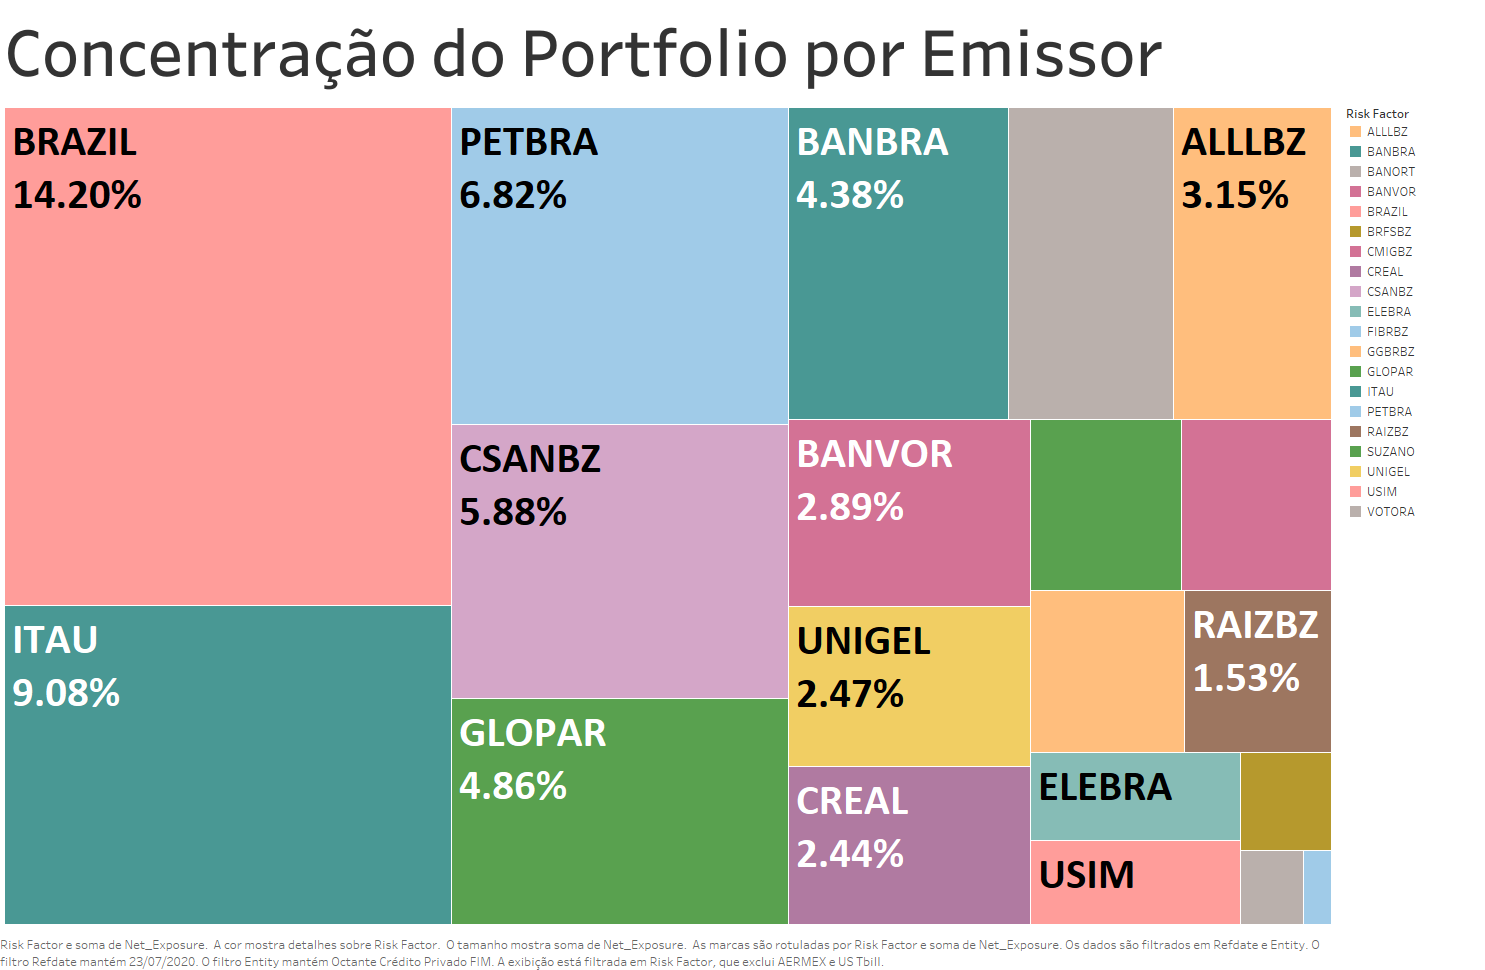 Concentração do Portfolio por Emissor
BRAZIL
14.20%
ITAU
9.08%
PETBRA
6.82%
CSANBZ
5.88%
GLOPAR
4.86%
BANBRA
4.38%
ALLLBZ
3.15%
BANVOR
2.89%
UNIGEL
2.47%
CREAL
2.44%
RAIZBZ
1.53%
ELEBRA
USIM
Risk Factor
ALLLBZ
BANBRA
BANORT
BANVOR
BRAZIL
BRFSBZ
CMIGBZ
CREAL
CSANBZ
ELEBRA
FIBRBZ
GGBRBZ
GLOPAR
ITAU
PETBRA
RAIZBZ
SUZANO
UNIGEL
USIM
VOTORA
Risk Factor e soma de Net_Exposure.  A cor mostra detalhes sobre Risk Factor.  O tamanho mostra soma de Net_Exposure.  As marcas são rotuladas por Risk Factor e soma de Net_Exposure. Os dados são filtrados em Refdate e Entity. O
filtro Refdate mantém 23/07/2020. O filtro Entity mantém Octante Crédito Privado FIM. A exibição está filtrada em Risk Factor, que exclui AERMEX e US Tbill.